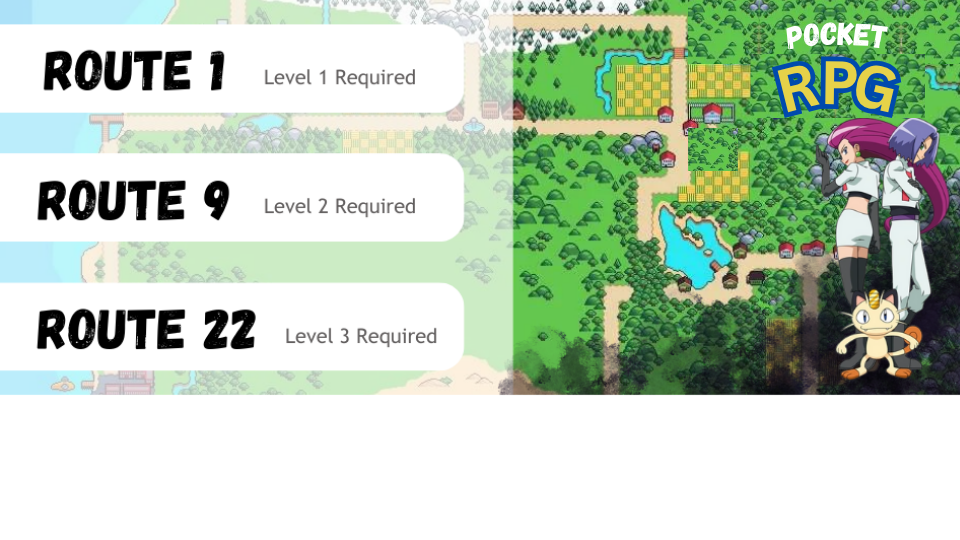 ROUTE 1 Level 1 Required
POCKET
RPG
ROUTE 9 Level 2 Required
ROUTE 22 Level 3 Required